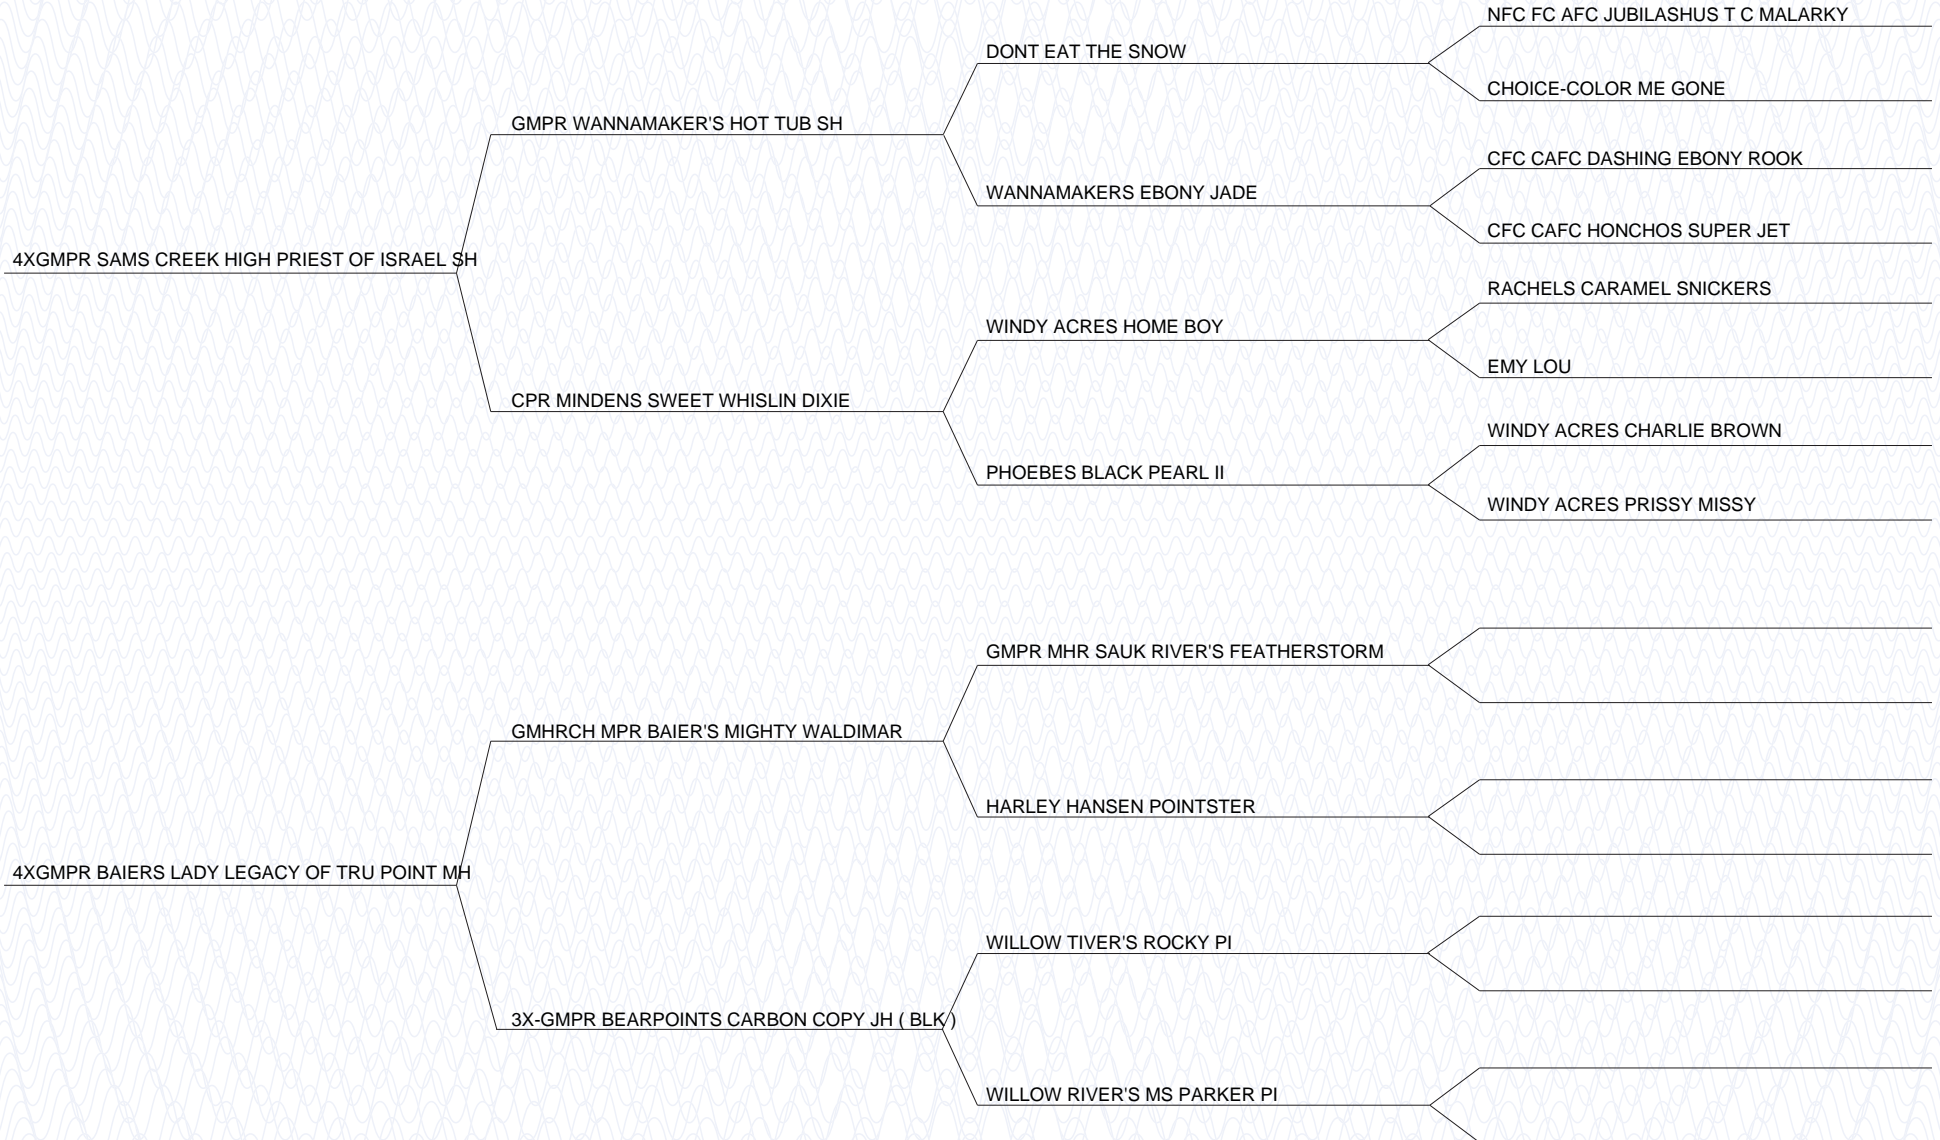 NFC FC AFC JUBILASHUS T C MALARKY
DONT EAT THE SNOW
CHOICE-COLOR ME GONE
GMPR WANNAMAKER'S HOT TUB SH
CFC CAFC DASHING EBONY ROOK
WANNAMAKERS EBONY JADE
CFC CAFC HONCHOS SUPER JET
4XGMPR SAMS CREEK HIGH PRIEST OF ISRAEL SH
RACHELS CARAMEL SNICKERS
WINDY ACRES HOME BOY
EMY LOU
CPR MINDENS SWEET WHISLIN DIXIE
WINDY ACRES CHARLIE BROWN
PHOEBES BLACK PEARL II
WINDY ACRES PRISSY MISSY
GMPR MHR SAUK RIVER'S FEATHERSTORM
GMHRCH MPR BAIER'S MIGHTY WALDIMAR
HARLEY HANSEN POINTSTER
4XGMPR BAIERS LADY LEGACY OF TRU POINT MH
WILLOW TIVER'S ROCKY PI
3X-GMPR BEARPOINTS CARBON COPY JH ( BLK )
WILLOW RIVER'S MS PARKER PI